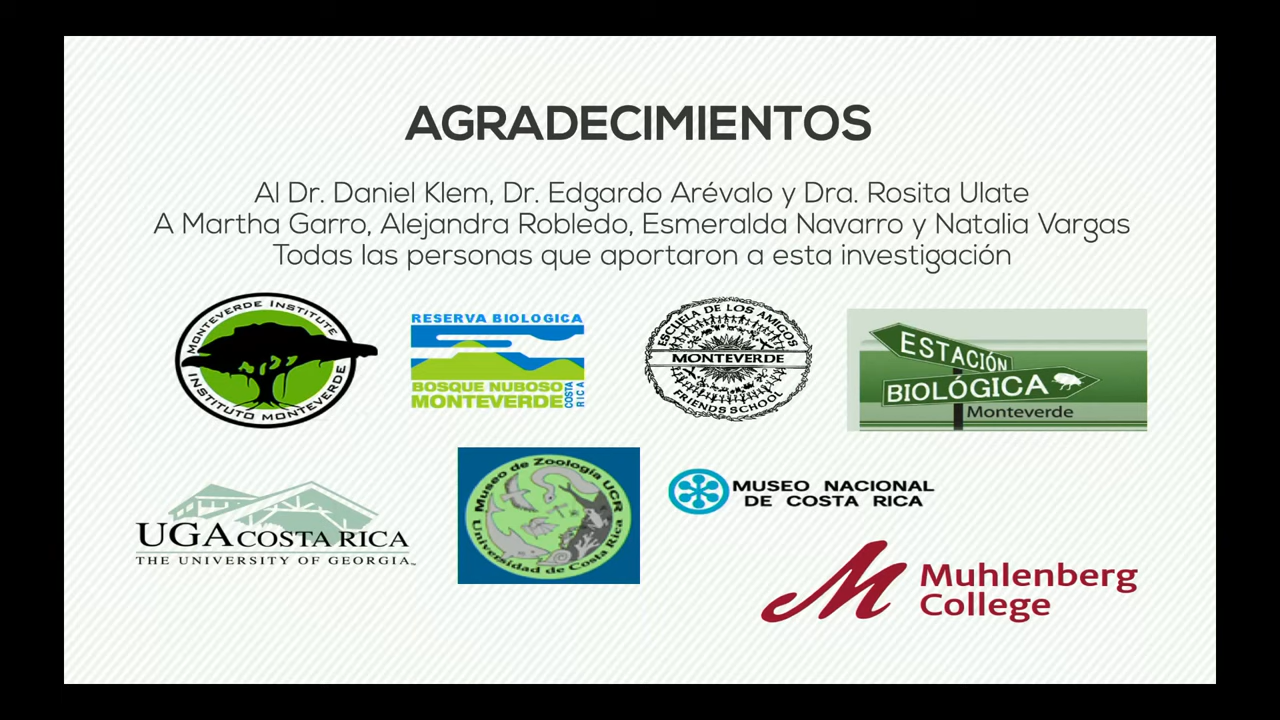 AGRADECIMIENTOS
Al Dr. Daniel Klem, Dr. Edgardo Arévalo y Dra. Rosita Ulate
A Martha Garro, Alejandra Robledo, Esmeralda Navarro y Natalia Vargas
Todas las personas que aportaron a esta investigación
MONTEVERDE INSTITUTE
INSTITUTO MONTEVERDE
RESERVA BIOLOGICA
BOSQUE NUBOSO
MONTEVERDE
COSTA
RICA
ESCUELA DE LOS AMIGOS
MONTEVERDE
FRIENDS SCHOOL
ESTACIÓN
BIOLÓGICA
Monteverde
UGA COSTA RICA
THE UNIVERSITY OF GEORGIA™
Museo de Zoología UCR
Universidad de Costa Rica
MUSEO NACIONAL
DE COSTA RICA
M Muhlenberg
College